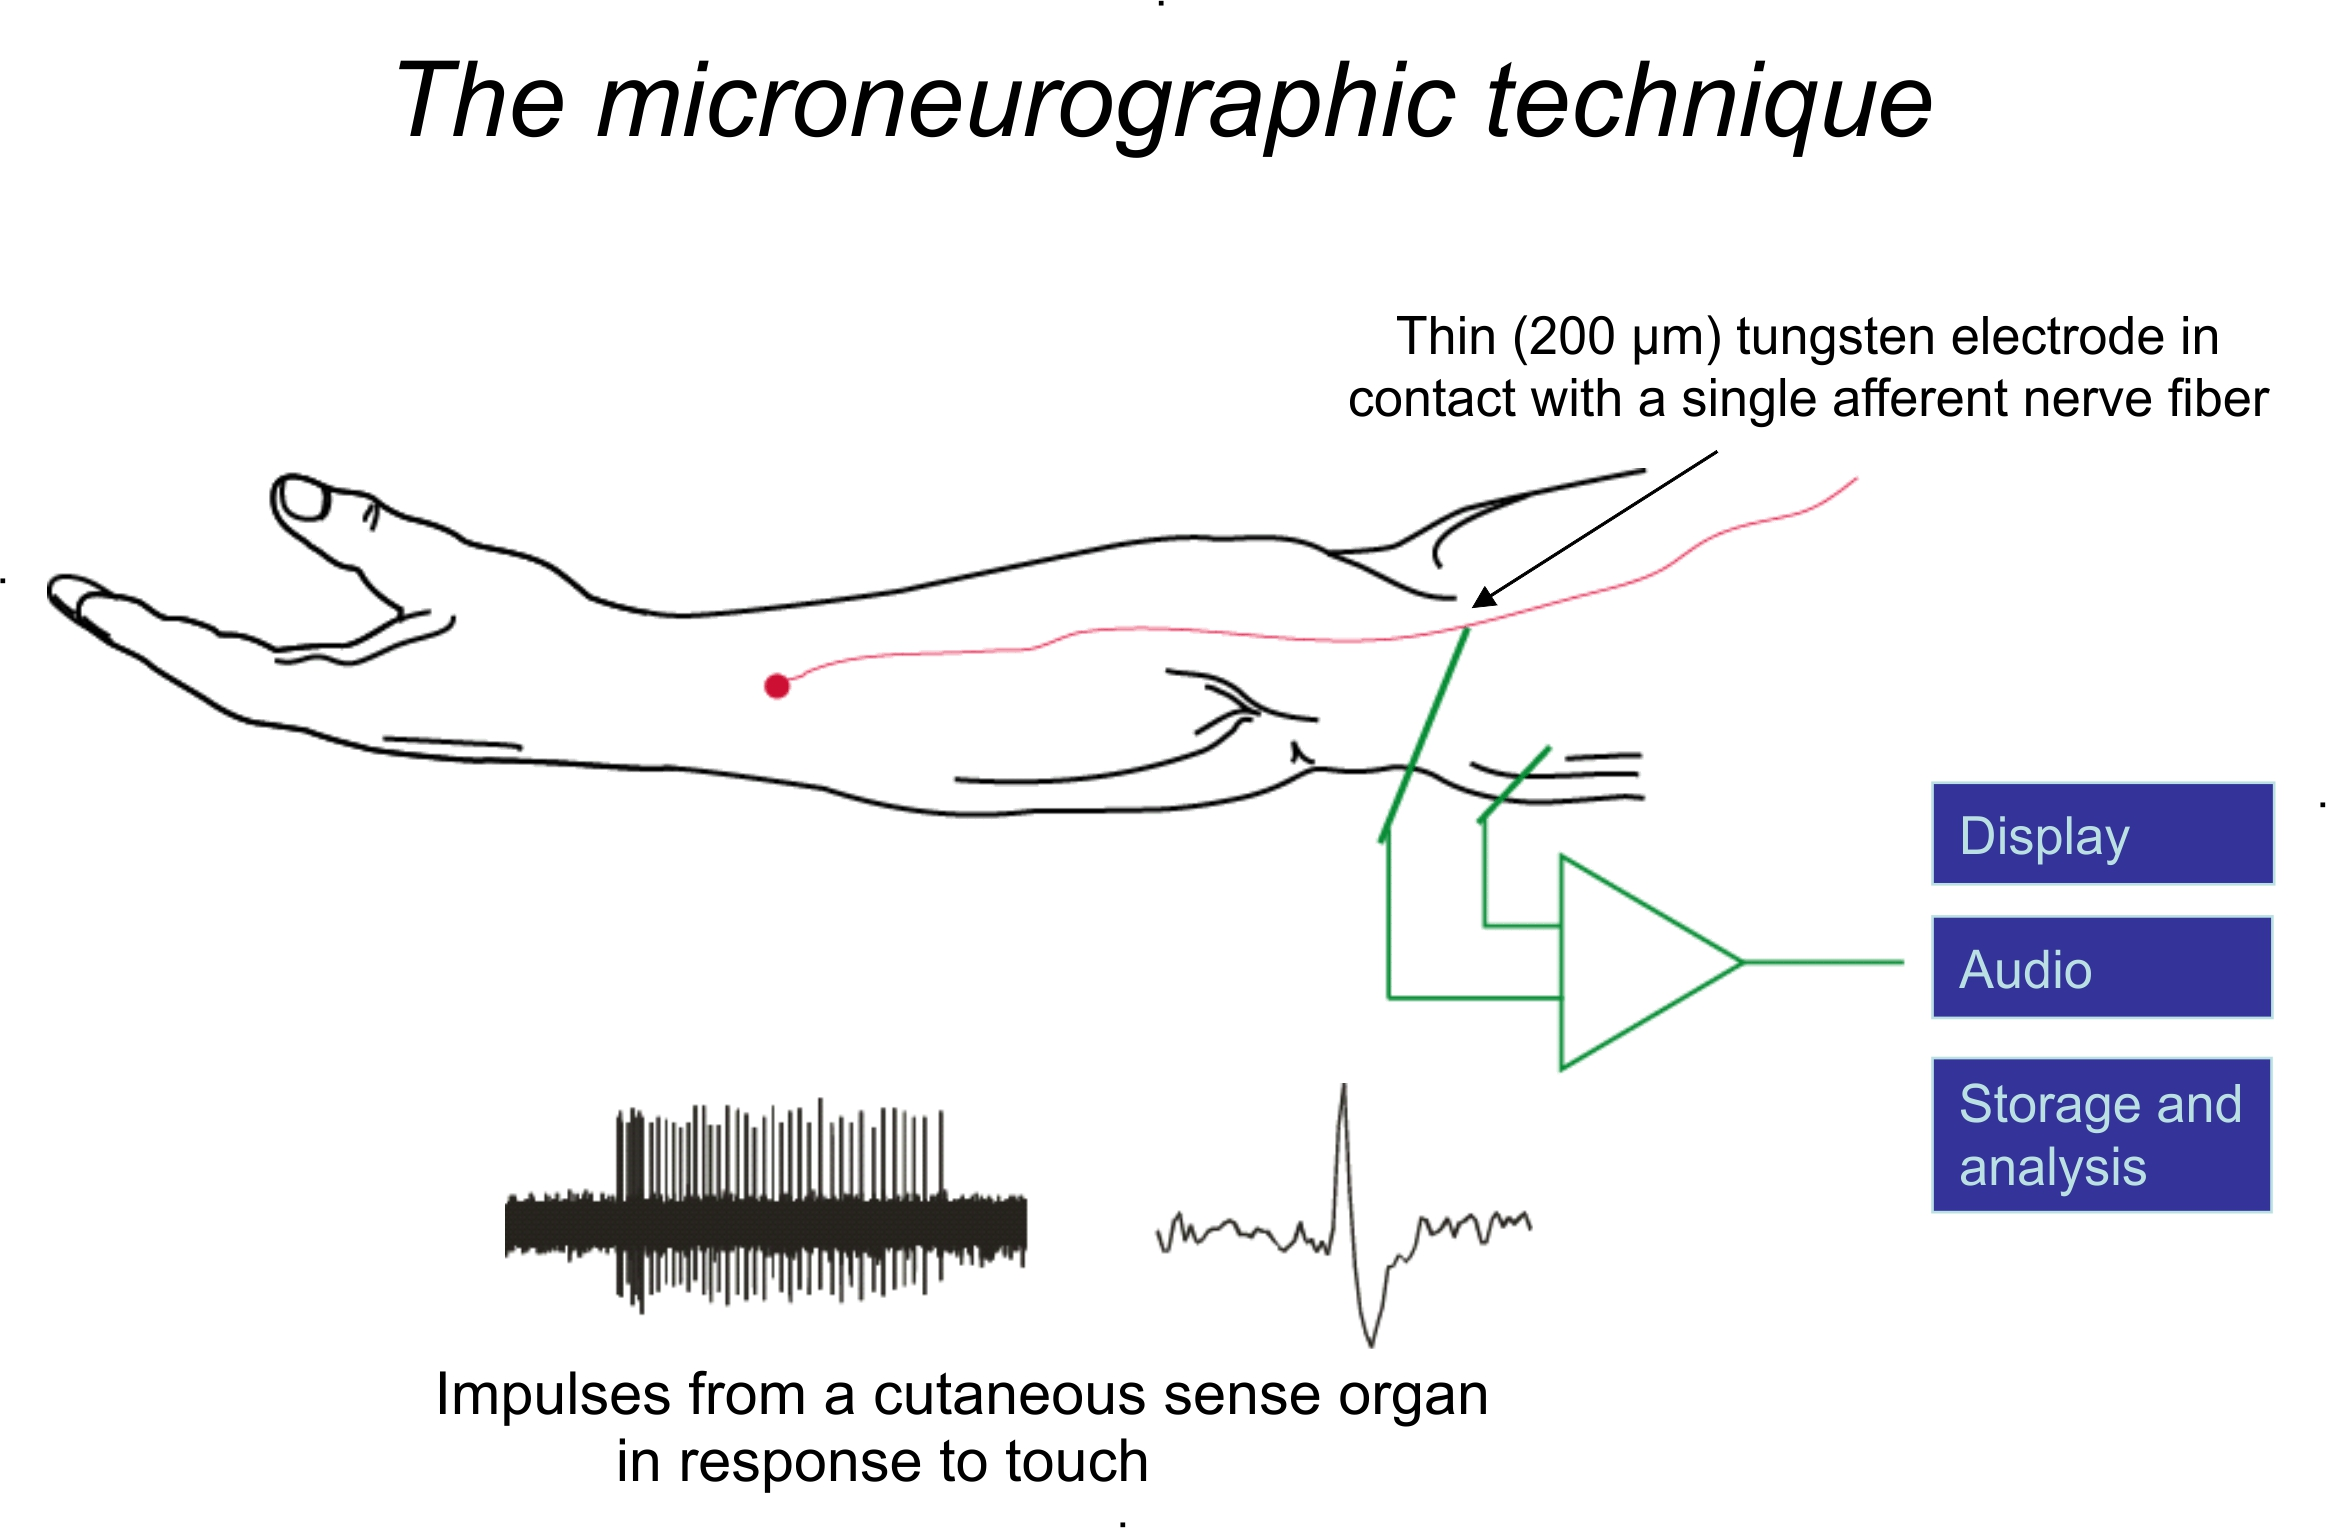 The microneurographic technique
Thin (200 µm) tungsten electrode in
contact with a single afferent nerve fiber
Display
Audio
Storage and
analysis
Impulses from a cutaneous sense organ
in response to touch